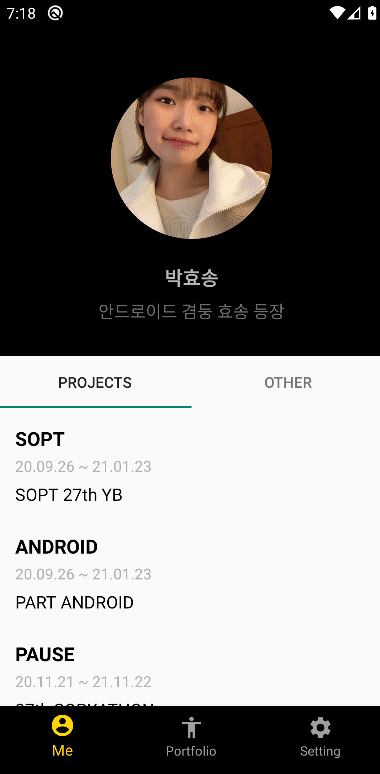 7:18
박효송
안드로이드 겸둥 효송 등장
PROJECTS OTHER
SOPT
20.09.26 ~ 21.01.23
SOPT 27th YB
ANDROID
20.09.26 ~ 21.01.23
PART ANDROID
PAUSE
20.11.21 ~ 21.11.22
27th SOPKATHON
Me Portfolio Setting